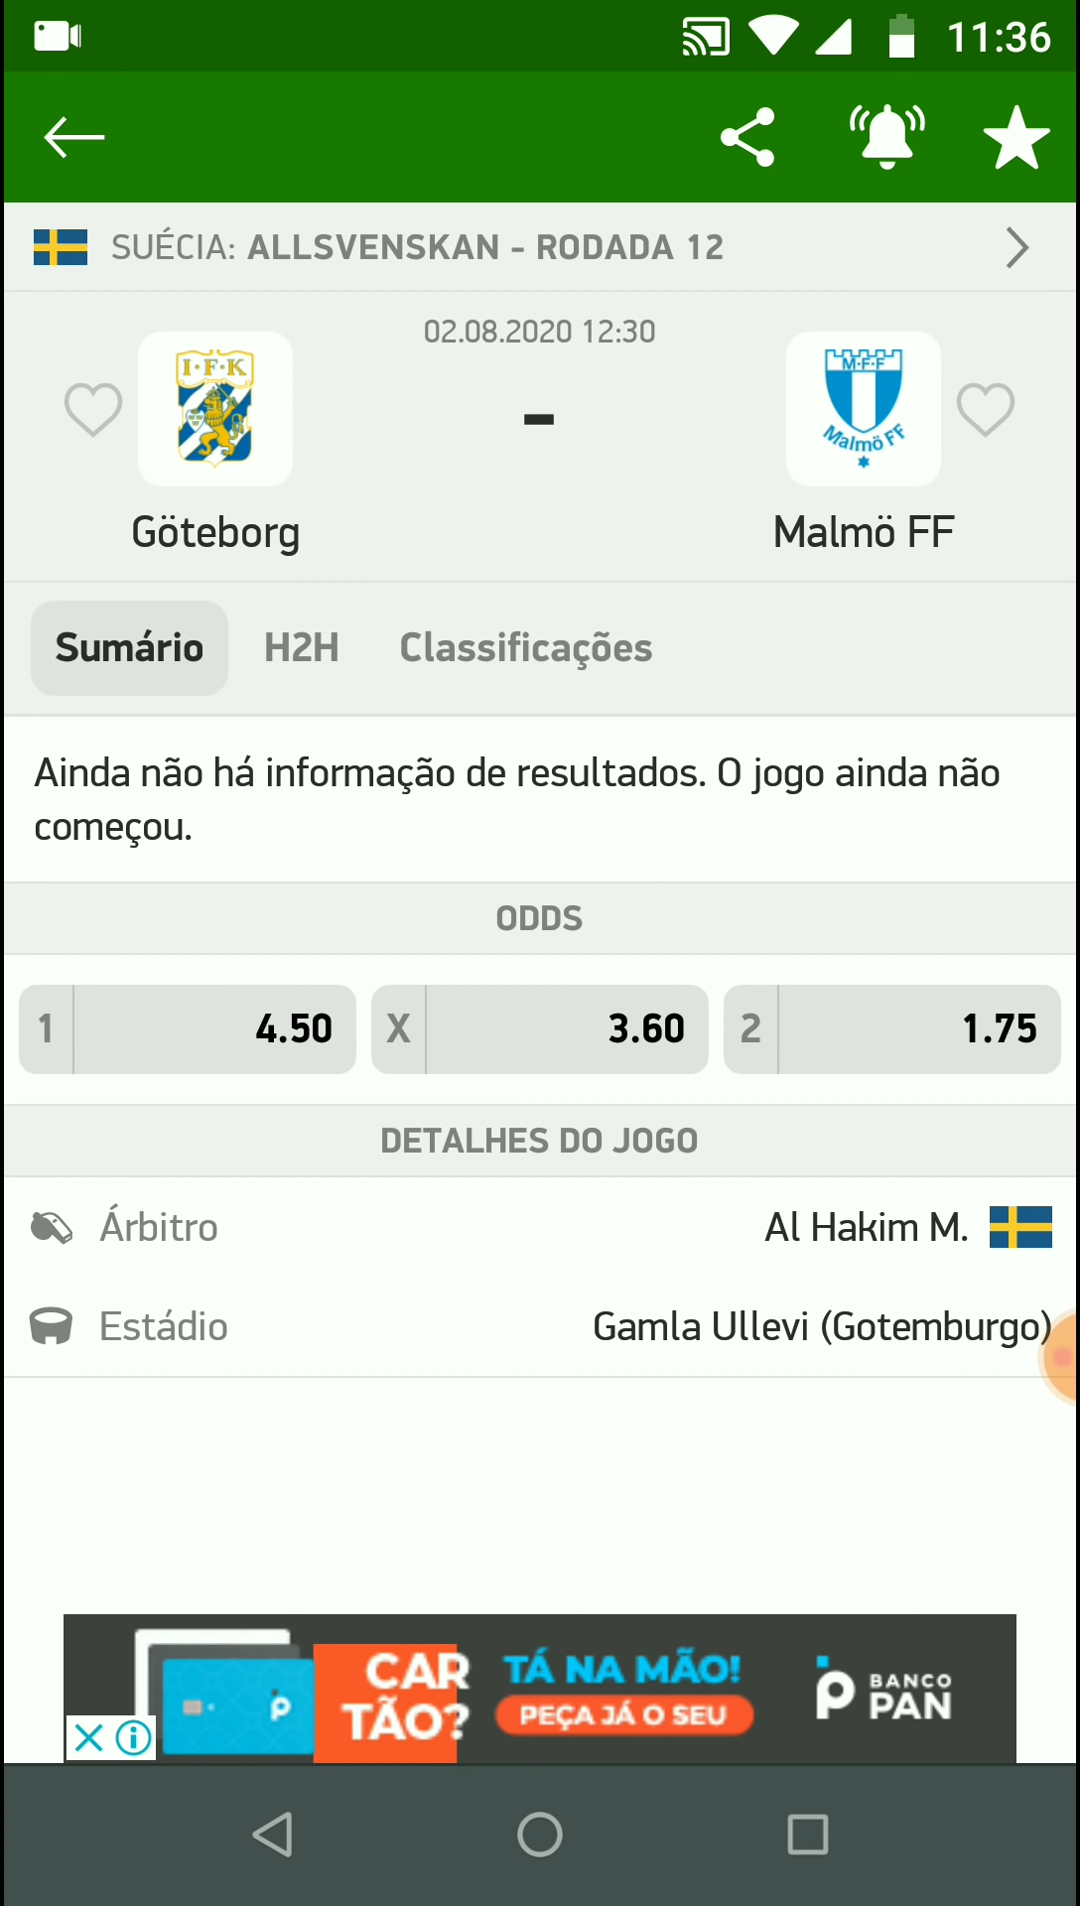 11:36
SUÉCIA: ALLSVENSKAN - RODADA 12
02.08.2020 12:30
I·F·K
M·F·F
Malmö FF
-
Göteborg
Malmö FF
Sumário
H2H
Classificações
Ainda não há informação de resultados. O jogo ainda não
começou.
ODDS
1 4.50
X 3.60
2 1.75
DETALHES DO JOGO
Árbitro
Al Hakim M.
Estádio
Gamla Ullevi (Gotemburgo)
CAR
TÃO?
TÁ NA MÃO!
PEÇA JÁ O SEU
BANCO
PAN